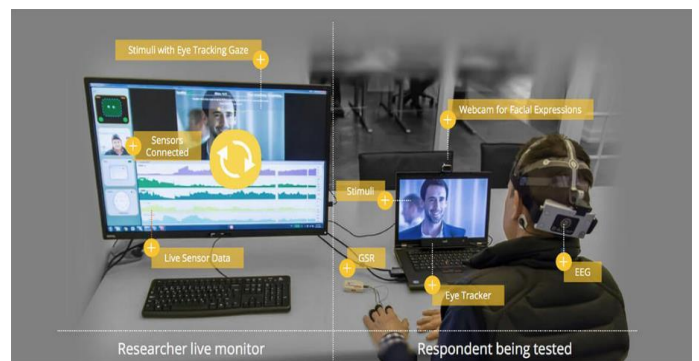 Stimuli with Eye Tracking Gaze
Webcam for Facial Expressions
Sensors
Connected
Stimuli
Live Sensor Data
GSR
EEG
Eye Tracker
Researcher live monitor
Respondent being tested